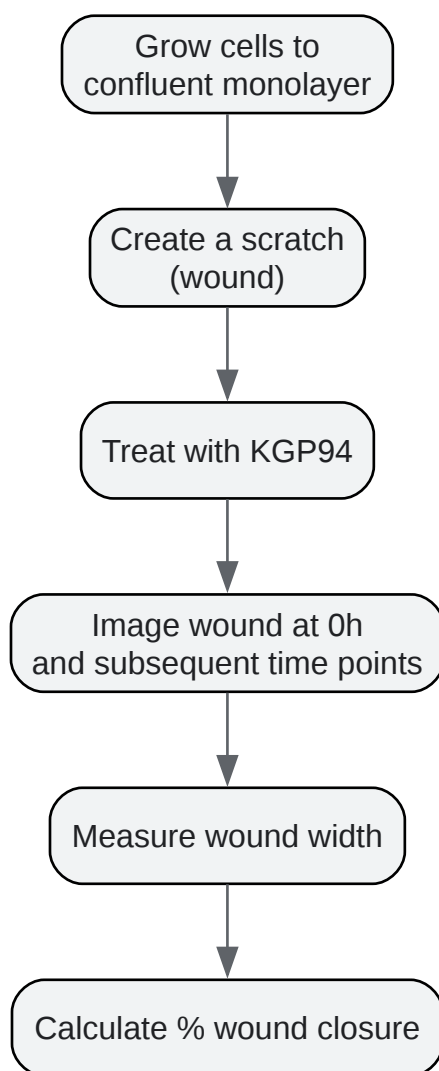 Grow cells to
confluent monolayer
Create a scratch
(wound)
Treat with KGP94
Image wound at 0h
and subsequent time points
Measure wound width
Calculate % wound closure